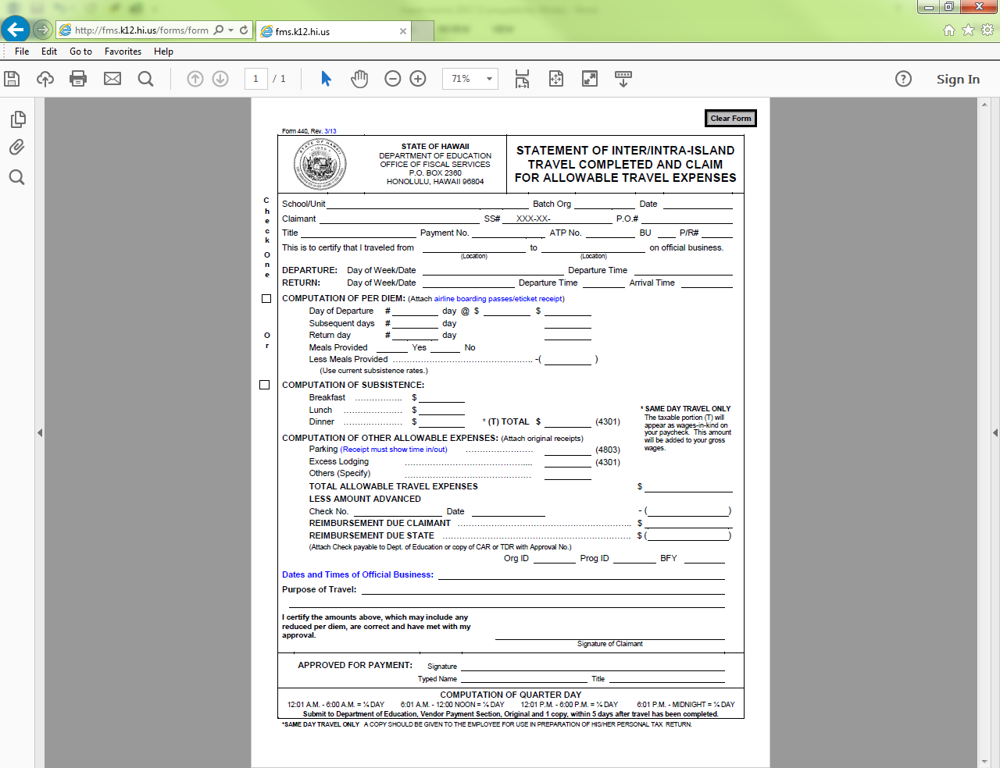 http://fms.k12.hi.us/forms/form
fms.k12.hi.us
File Edit Go to Favorites Help
1 / 1
71%
Sign In
Clear Form
Form 440, Rev. 3/13
STATE OF HAWAII
DEPARTMENT OF EDUCATION
OFFICE OF FISCAL SERVICES
P.O. BOX 2360
HONOLULU, HAWAII 96804
STATEMENT OF INTER/INTRA-ISLAND
TRAVEL COMPLETED AND CLAIM
FOR ALLOWABLE TRAVEL EXPENSES
Check One
Or
School/Unit Batch Org Date
Claimant SS# XXX-XX- P.O.#
Title Payment No. ATP No. BU P/R#
This is to certify that I traveled from to on official business.
(Location) (Location)
DEPARTURE: Day of Week/Date Departure Time
RETURN: Day of Week/Date Departure Time Arrival Time
COMPUTATION OF PER DIEM: (Attach airline boarding passes/eticket receipt)
Day of Departure # day @ $ $
Subsequent days # day
Return day # day
Meals Provided Yes No
Less Meals Provided ............................................ -( )
(Use current subsistence rates.)
COMPUTATION OF SUBSISTENCE:
Breakfast ................ $
Lunch .................... $
Dinner .................... $ * (T) TOTAL $ (4301)
* SAME DAY TRAVEL ONLY
The taxable portion (T) will
appear as wages-in-kind on
your paycheck. This amount
will be added to your gross
wages.
COMPUTATION OF OTHER ALLOWABLE EXPENSES: (Attach original receipts)
Parking (Receipt must show time in/out) ........................ (4803)
Excess Lodging ............................................ (4301)
Others (Specify) ............................................
TOTAL ALLOWABLE TRAVEL EXPENSES $
LESS AMOUNT ADVANCED
Check No. Date - ( )
REIMBURSEMENT DUE CLAIMANT ............................................ $
REIMBURSEMENT DUE STATE ............................................ $ ( )
(Attach Check payable to Dept. of Education or copy of CAR or TDR with Approval No.)
Org ID Prog ID BFY
Dates and Times of Official Business:
Purpose of Travel:
I certify the amounts above, which may include any
reduced per diem, are correct and have met with my
approval.
Signature of Claimant
APPROVED FOR PAYMENT: Signature
Typed Name Title
COMPUTATION OF QUARTER DAY
12:01 A.M. - 6:00 A.M. = ¼ DAY 6:01 A.M. - 12:00 NOON = ¼ DAY 12:01 P.M. - 6:00 P.M. = ¼ DAY 6:01 P.M. - MIDNIGHT = ¼ DAY
Submit to Department of Education, Vendor Payment Section, Original and 1 copy, within 5 days after travel has been completed.
*SAME DAY TRAVEL ONLY A COPY SHOULD BE GIVEN TO THE EMPLOYEE FOR USE IN PREPARATION OF HIS/HER PERSONAL TAX RETURN.